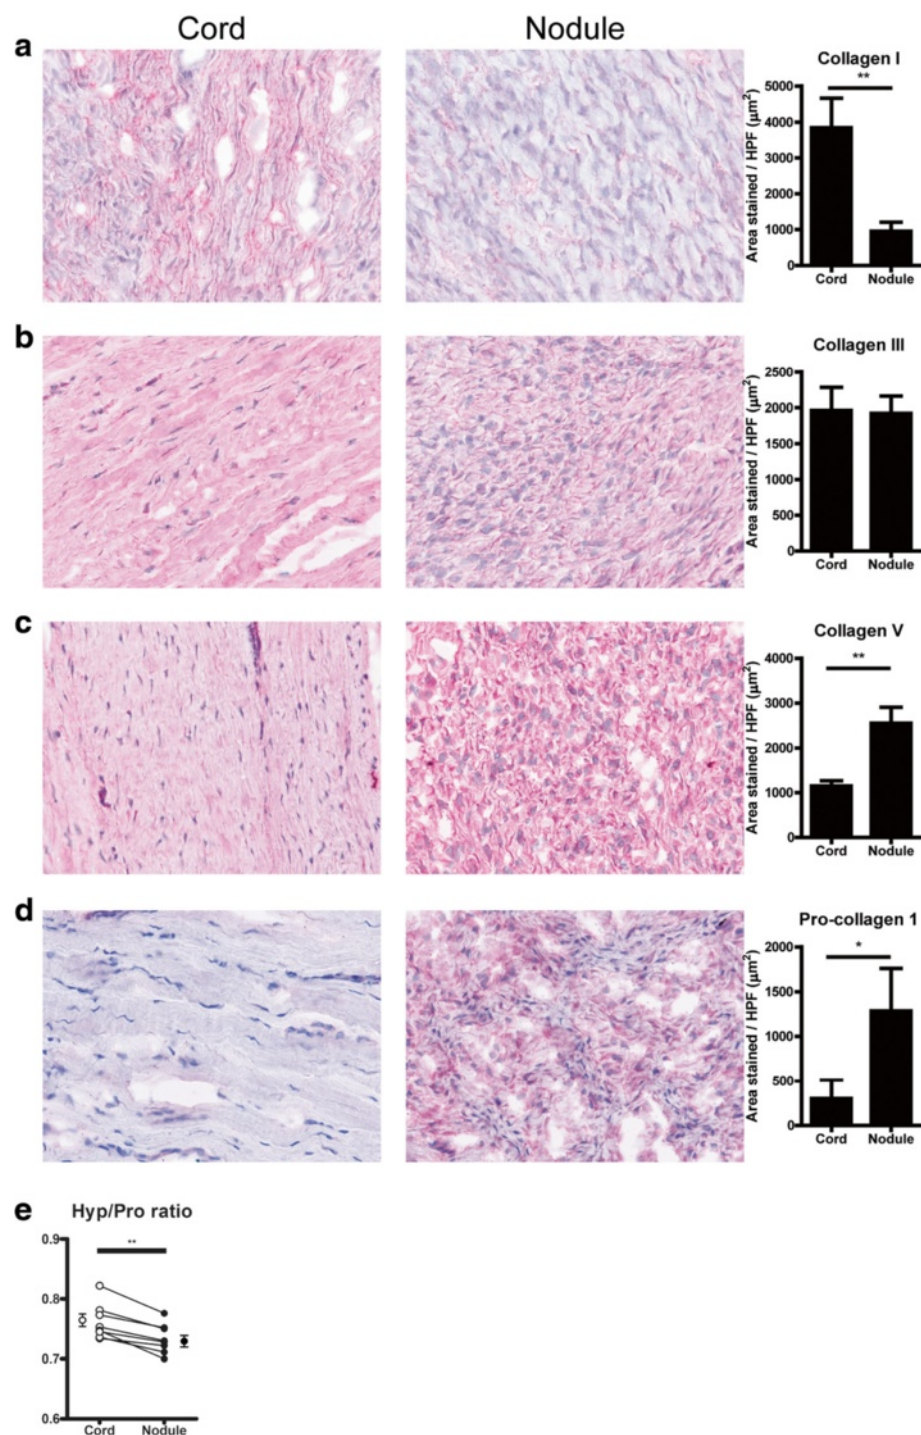 Cord Nodule
a
Collagen I
**
Area stained / HPF (µm²)
5000
4000
3000
2000
1000
0
Cord Nodule
b
Collagen III
Area stained / HPF (µm²)
2500
2000
1500
1000
500
0
Cord Nodule
c
Collagen V
**
Area stained / HPF (µm²)
4000
3000
2000
1000
0
Cord Nodule
d
Pro-collagen 1
*
Area stained / HPF (µm²)
2000
1500
1000
500
0
Cord Nodule
e
Hyp/Pro ratio
**
0.9
0.8
0.7
0.6
Cord Nodule